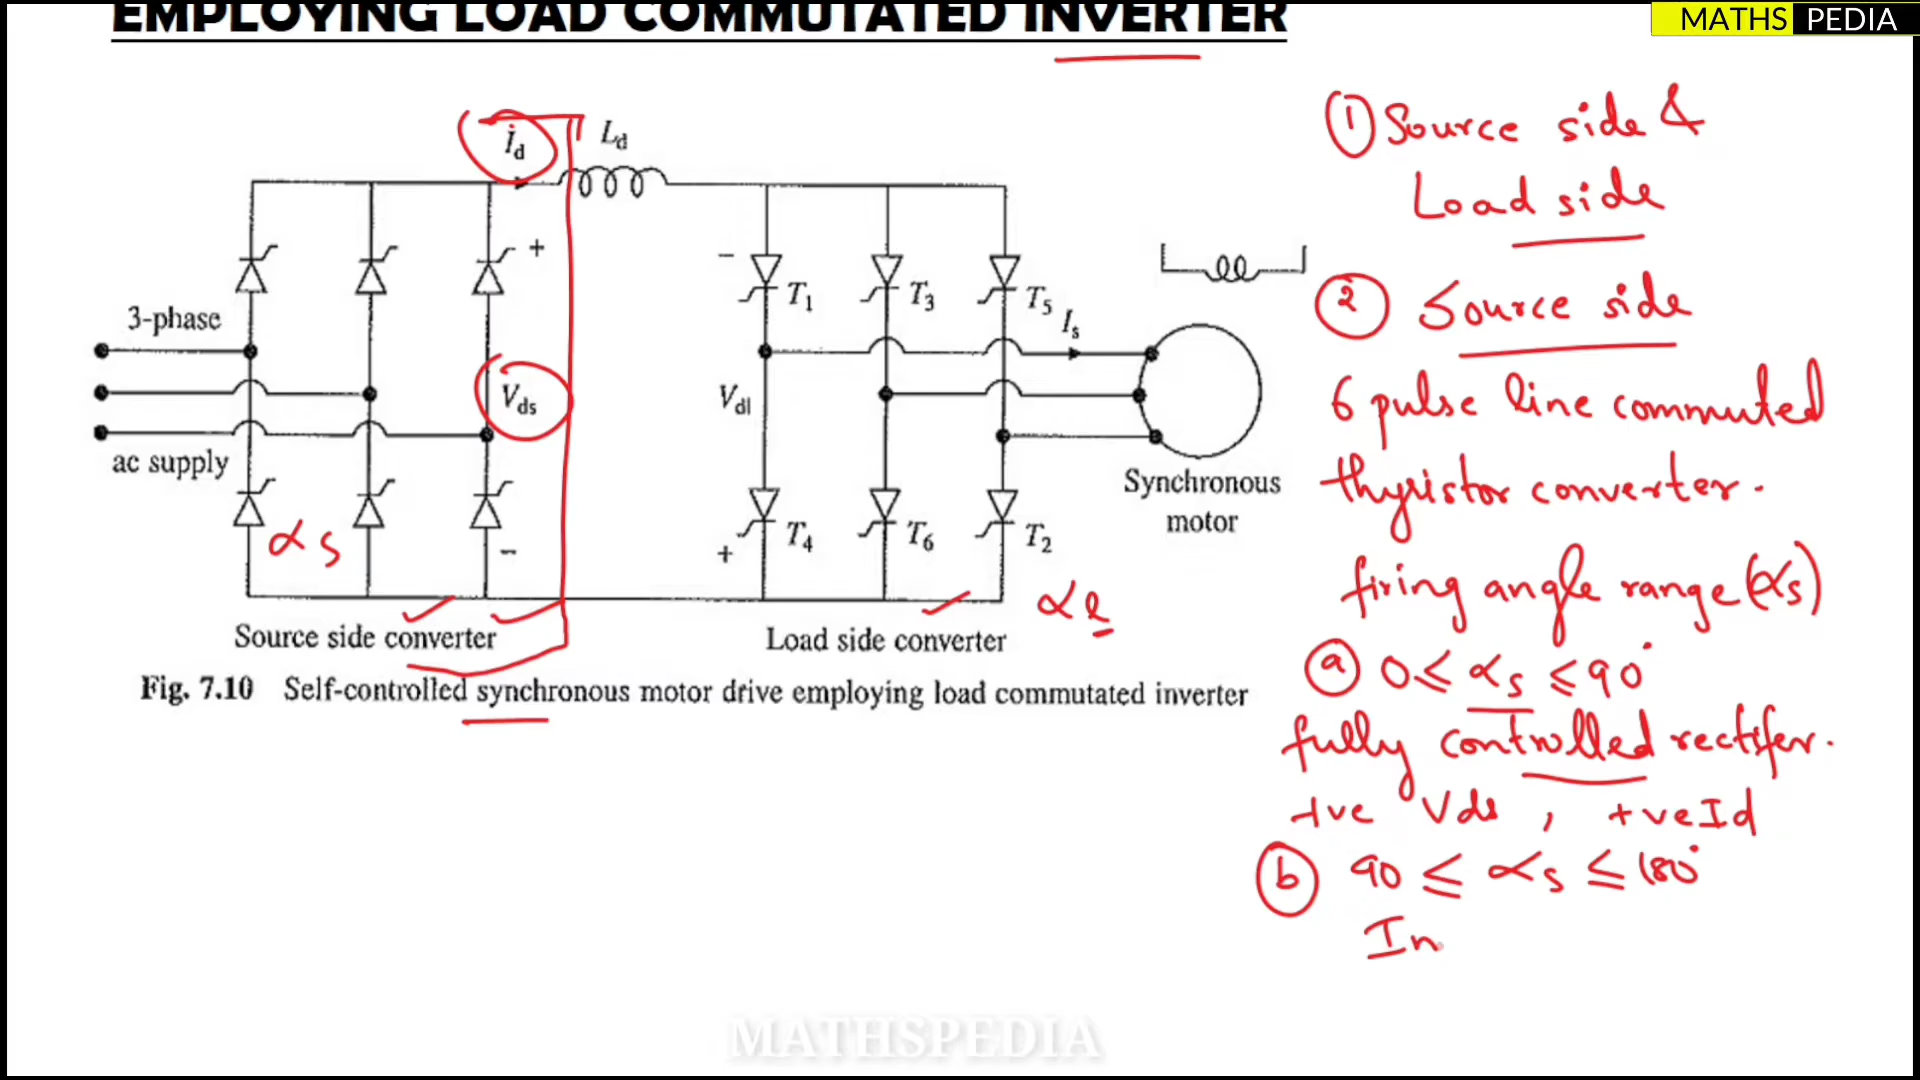 EMPLOYING LOAD COMMUTATED INVERTER
MATHS PEDIA
id
Ld
+
−
3-phase
ac supply
Vds
−
T1
T3
T5
Is
Vdl
+
T4
T6
T2
Synchronous
motor
αs
−
αl
Source side converter
Load side converter
Fig. 7.10 Self-controlled synchronous motor drive employing load commutated inverter
① Source side &
Load side
② Source side
6 pulse line commuted
thyristor converter.
firing angle range (αs)
ⓐ 0 ≤ αs ≤ 90°
fully controlled rectifer.
+ve Vds, +ve Id
ⓑ 90 ≤ αs ≤ 180°
In
MATHSPEDIA